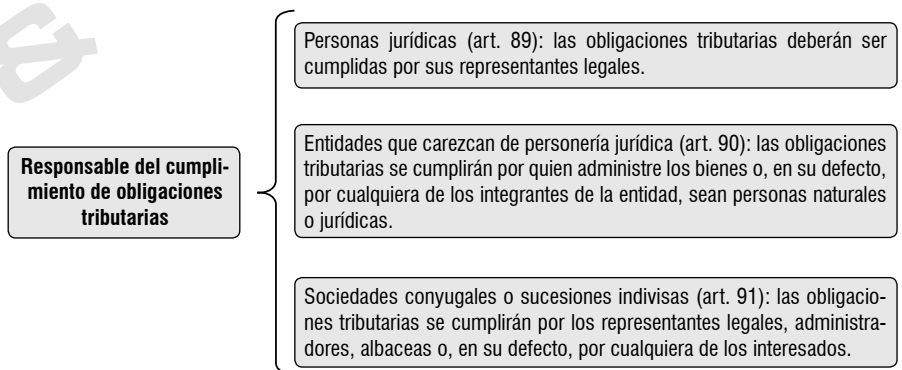 Personas jurídicas (art. 89): las obligaciones tributarias deberán ser
cumplidas por sus representantes legales.
Responsable del cumpli-
miento de obligaciones
tributarias
Entidades que carezcan de personería jurídica (art. 90): las obligaciones
tributarias se cumplirán por quien administre los bienes o, en su defecto,
por cualquiera de los integrantes de la entidad, sean personas naturales
o jurídicas.
Sociedades conyugales o sucesiones indivisas (art. 91): las obligacio-
nes tributarias se cumplirán por los representantes legales, administra-
dores, albaceas o, en su defecto, por cualquiera de los interesados.